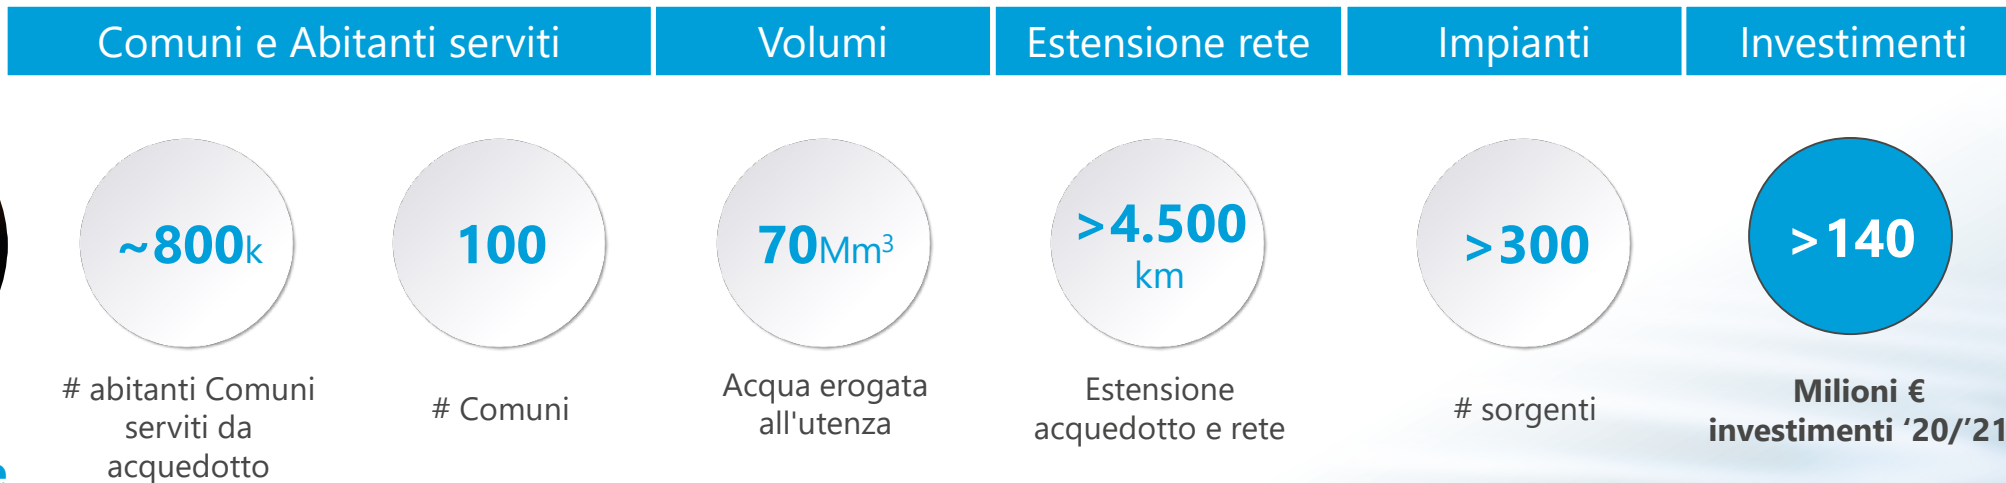 Comuni e Abitanti serviti
Volumi
Estensione rete
Impianti
Investimenti
~800k
100
70Mm³
>4.500
km
>300
>140
# abitanti Comuni
serviti da
acquedotto
# Comuni
Acqua erogata
all'utenza
Estensione
acquedotto e rete
# sorgenti
Milioni €
investimenti ‘20/’21